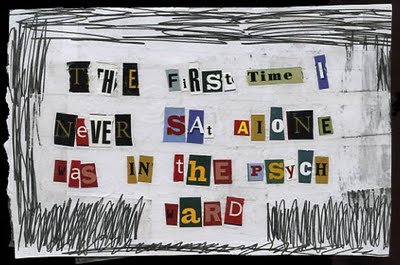 THE FiRSt Time I
NeVER SAt AlONE
waS IN the PSYCH
waRD